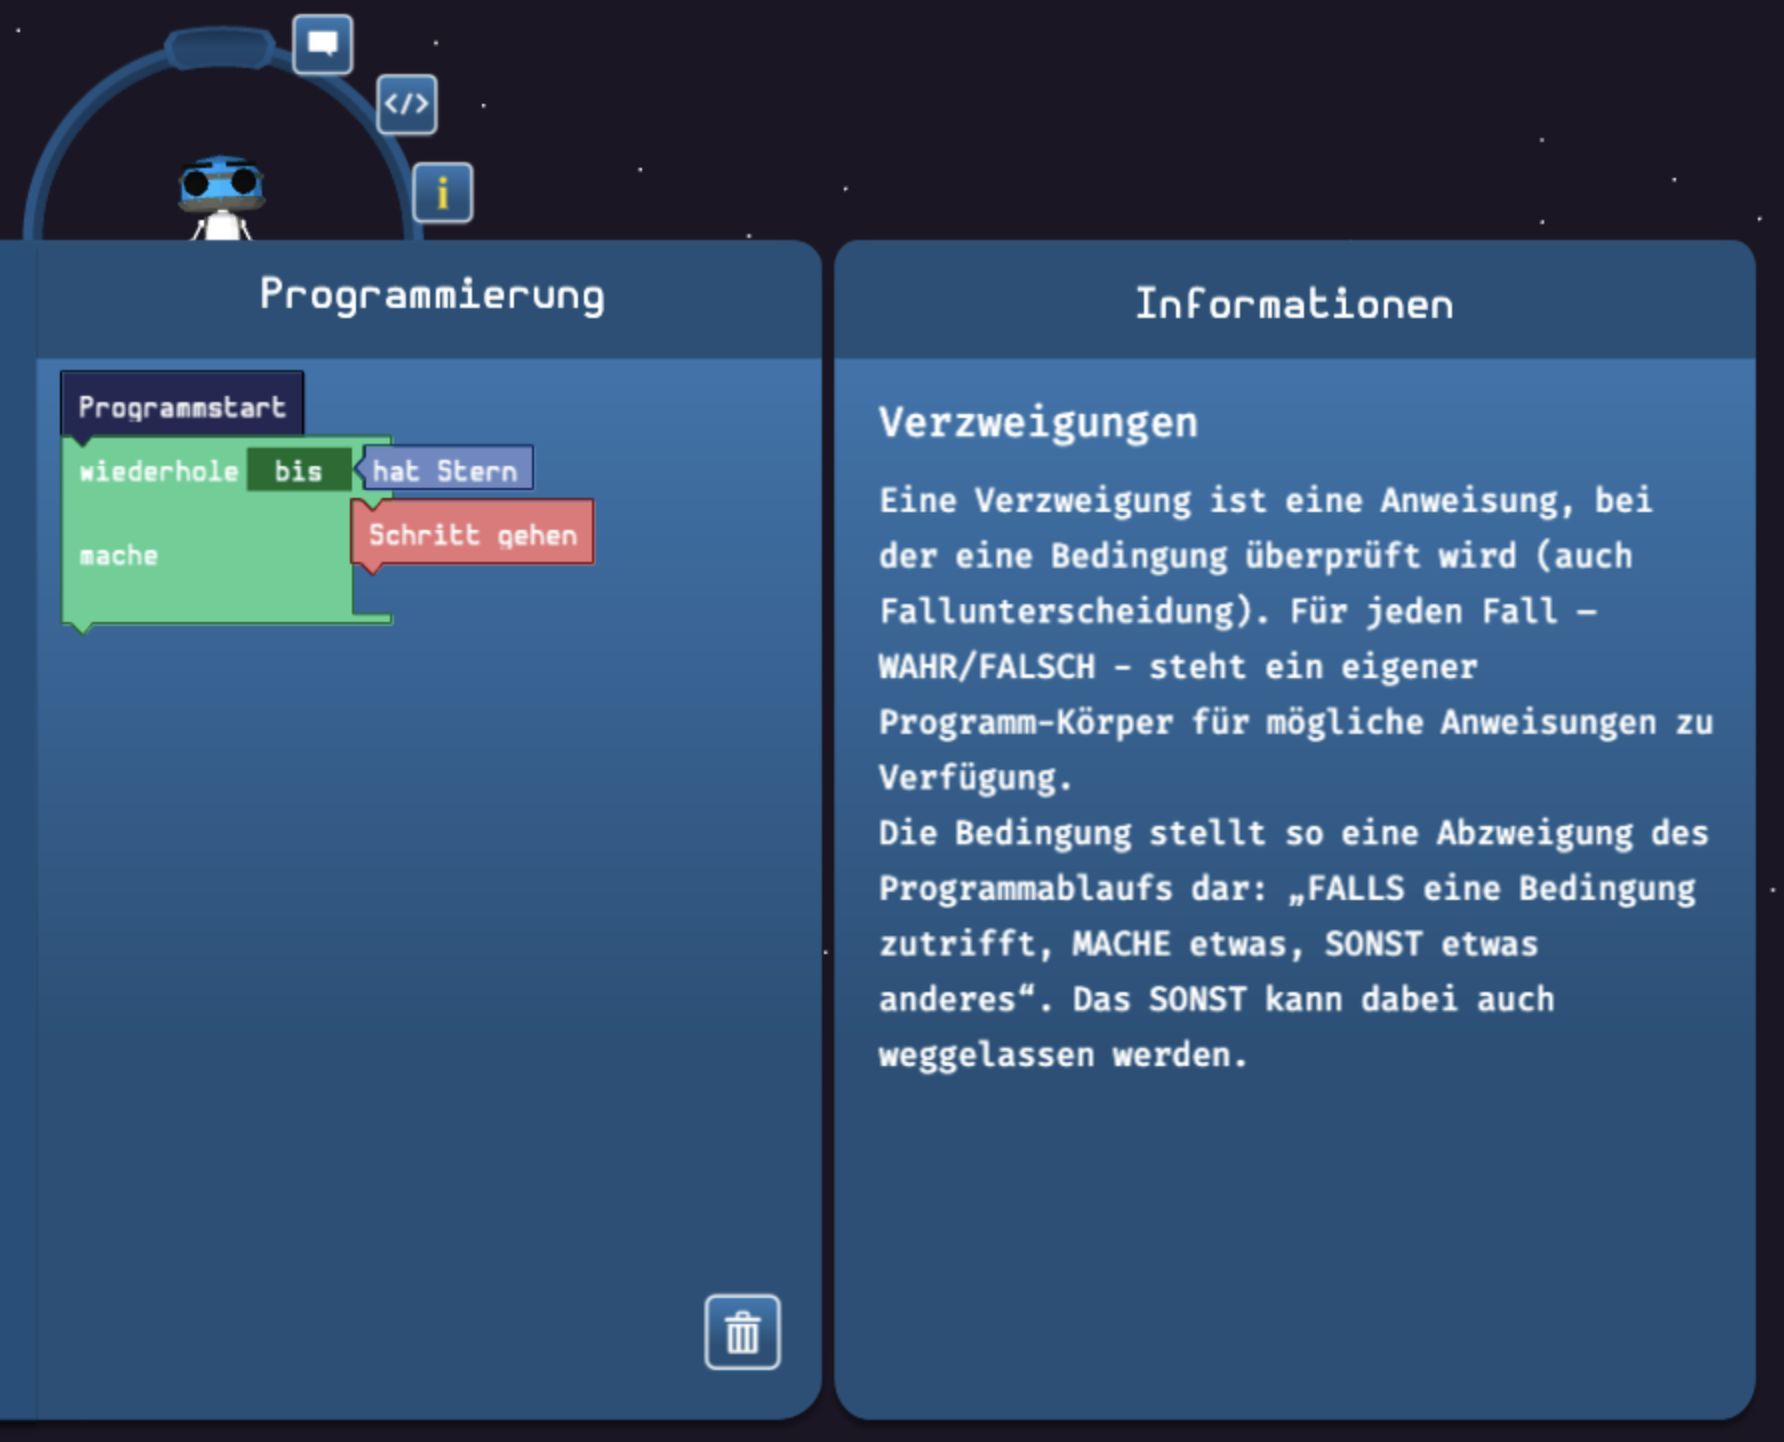 </>
i
Programmierung
Programmstart
wiederhole bis hat Stern
Schritt gehen
mache
Informationen
Verzweigungen
Eine Verzweigung ist eine Anweisung, bei
der eine Bedingung überprüft wird (auch
Fallunterscheidung). Für jeden Fall –
WAHR/FALSCH – steht ein eigener
Programm-Körper für mögliche Anweisungen zu
Verfügung.
Die Bedingung stellt so eine Abzweigung des
Programmablaufs dar: „FALLS eine Bedingung
zutrifft, MACHE etwas, SONST etwas
anderes“. Das SONST kann dabei auch
weggelassen werden.